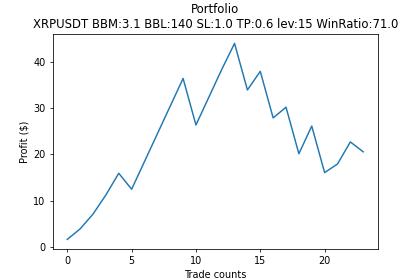 Portfolio
XRPUSDT BBM:3.1 BBL:140 SL:1.0 TP:0.6 lev:15 WinRatio:71.0
40
30
20
10
0
Profit ($)
0 5 10 15 20
Trade counts